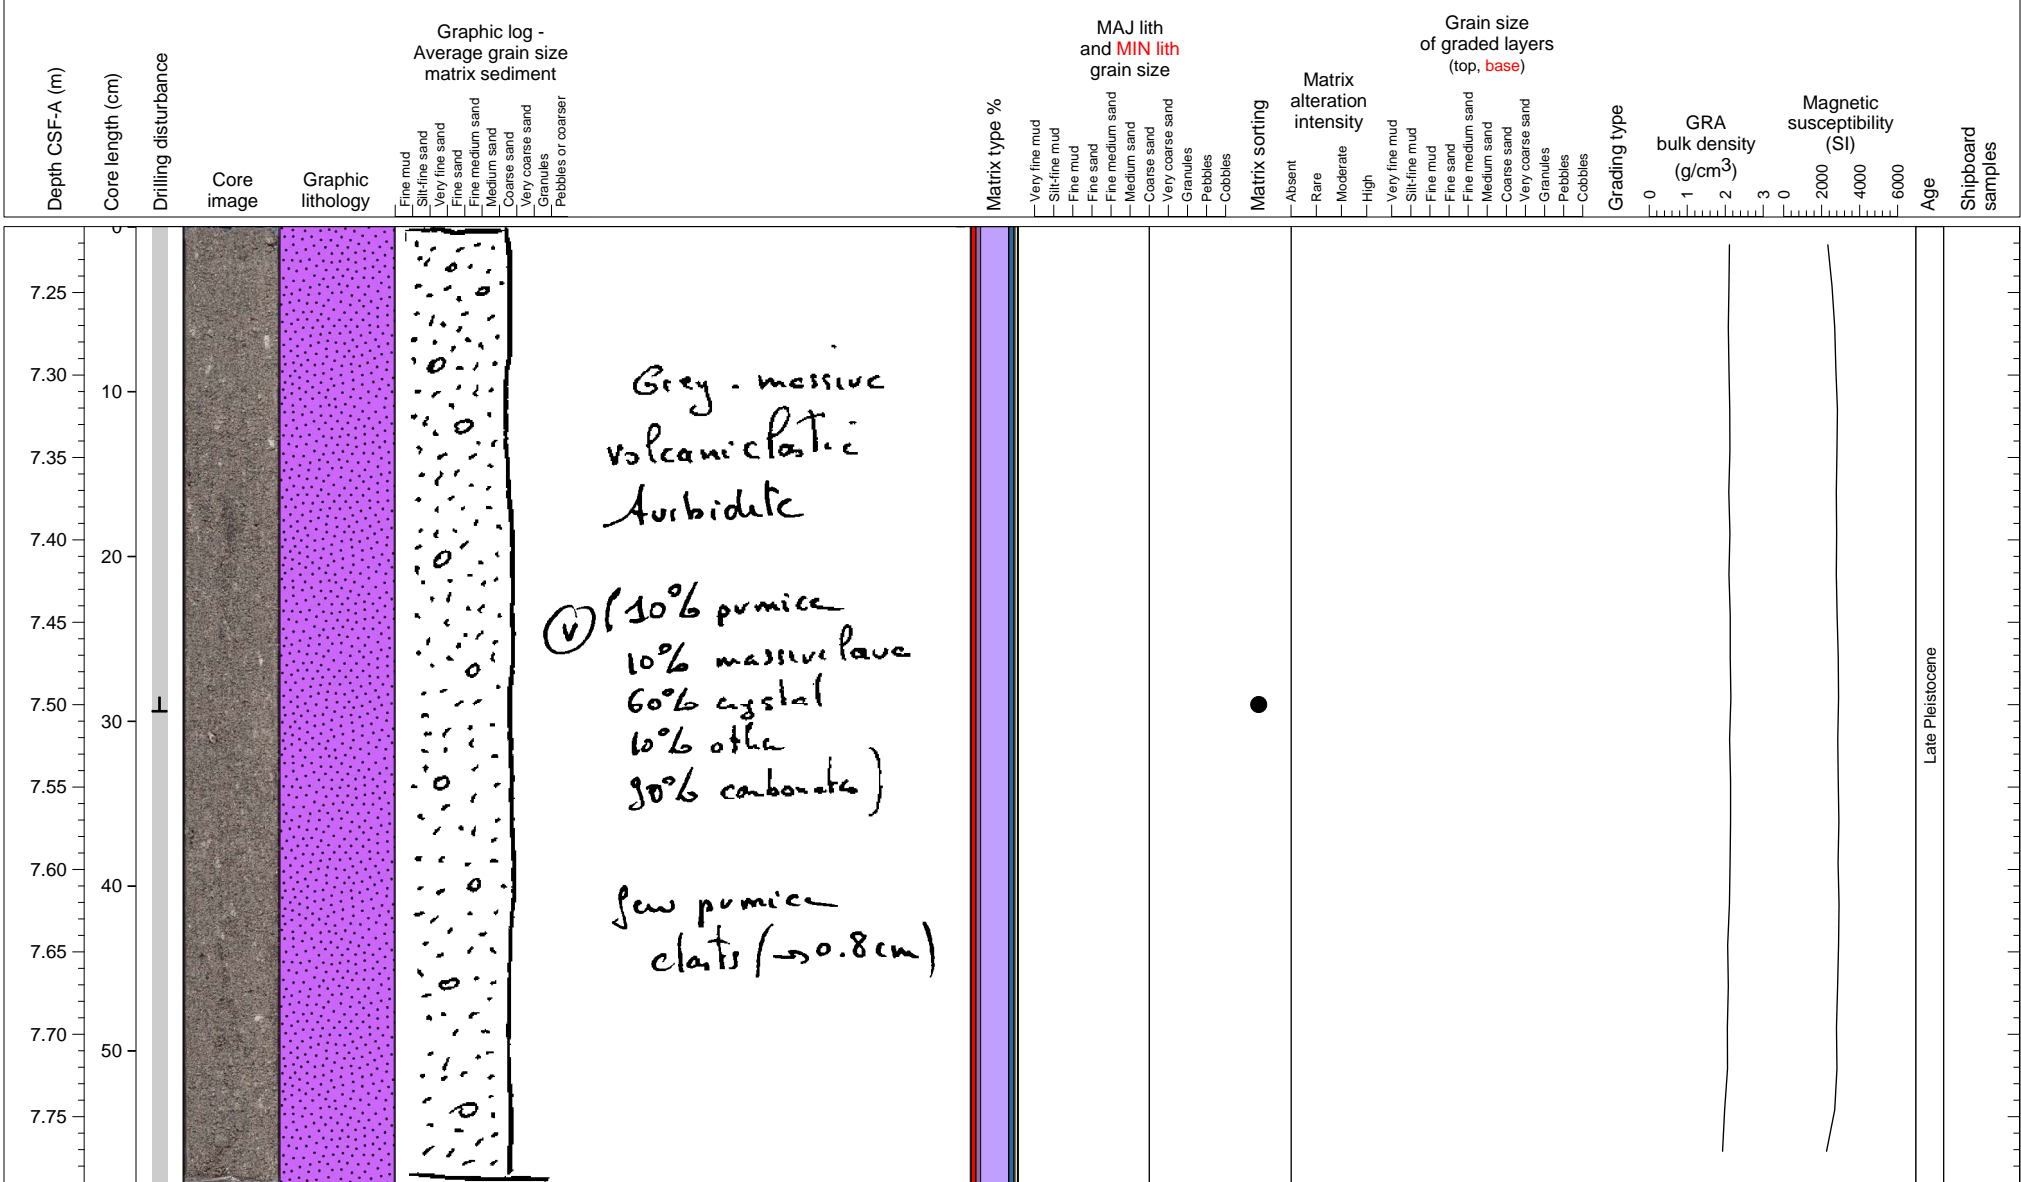 Depth CSF-A (m)
Core length (cm)
Drilling disturbance
Core
image
Graphic
lithology
Graphic log -
Average grain size
matrix sediment
Fine mud
Silt-fine sand
Very fine sand
Fine sand
Fine medium sand
Medium sand
Coarse sand
Very coarse sand
Granules
Pebbles or coarser
Matrix type %
MAJ lith
and MIN lith
grain size
Very fine mud
Silt-fine mud
Fine mud
Fine sand
Fine medium sand
Medium sand
Coarse sand
Very coarse sand
Granules
Pebbles
Cobbles
Matrix sorting
Matrix
alteration
intensity
Absent
Rare
Moderate
High
Grain size
of graded layers
(top, base)
Very fine mud
Silt-fine mud
Fine mud
Fine sand
Fine medium sand
Medium sand
Coarse sand
Very coarse sand
Granules
Pebbles
Cobbles
Grading type
GRA
bulk density
(g/cm3)
0 1 2 3
Magnetic
susceptibility
(SI)
0 2000 4000 6000
Age
Shipboard
samples
7.25
7.30
7.35
7.40
7.45
7.50
7.55
7.60
7.65
7.70
7.75
0
10
20
30
40
50
Grey - massive
volcaniclastic
turbidite
V (10% pumice
10% massive lava
60% crystal
10% other
90% carbonates)
few pumice
clasts (→0.8cm)
Late Pleistocene